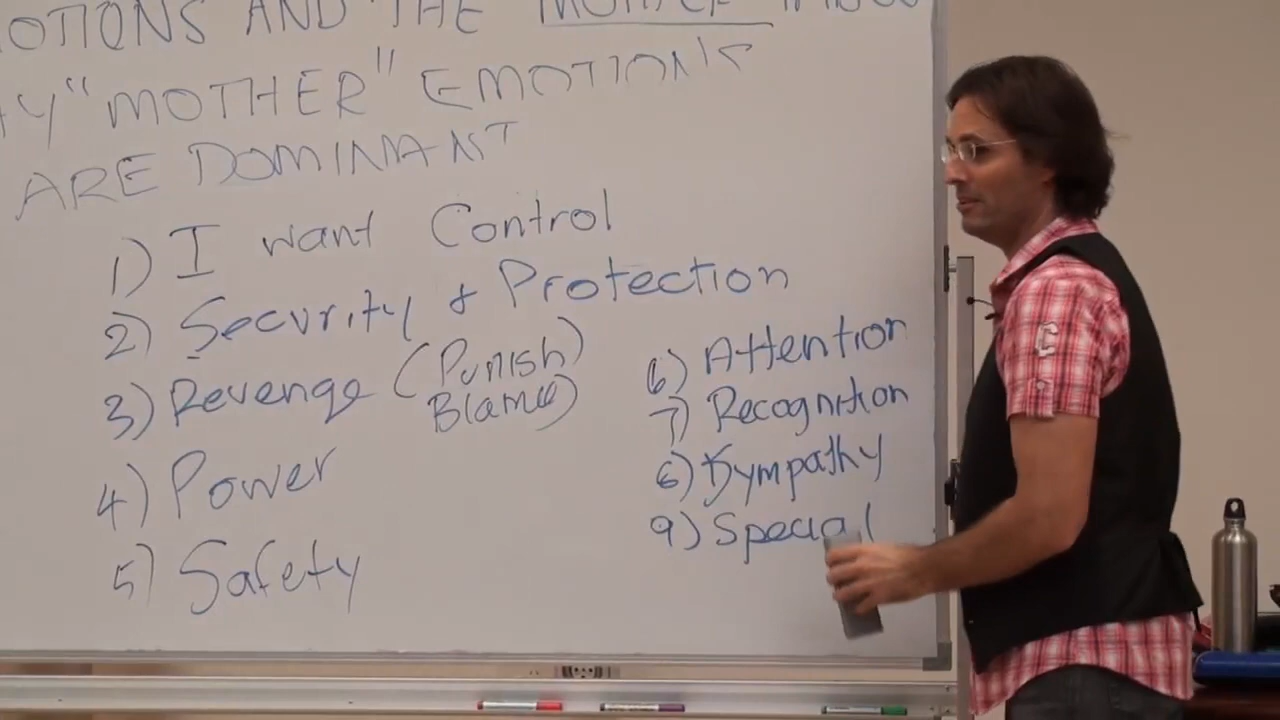 OTIONS AND THE MOTHER
"MOTHER" EMOTIONS
ARE DOMINANT
1) I want Control
2) Security & Protection
3) Revenge (Punish
Blame)
4) Power
5) Safety
6) Attention
7) Recognition
6) Sympathy
9) Special
C